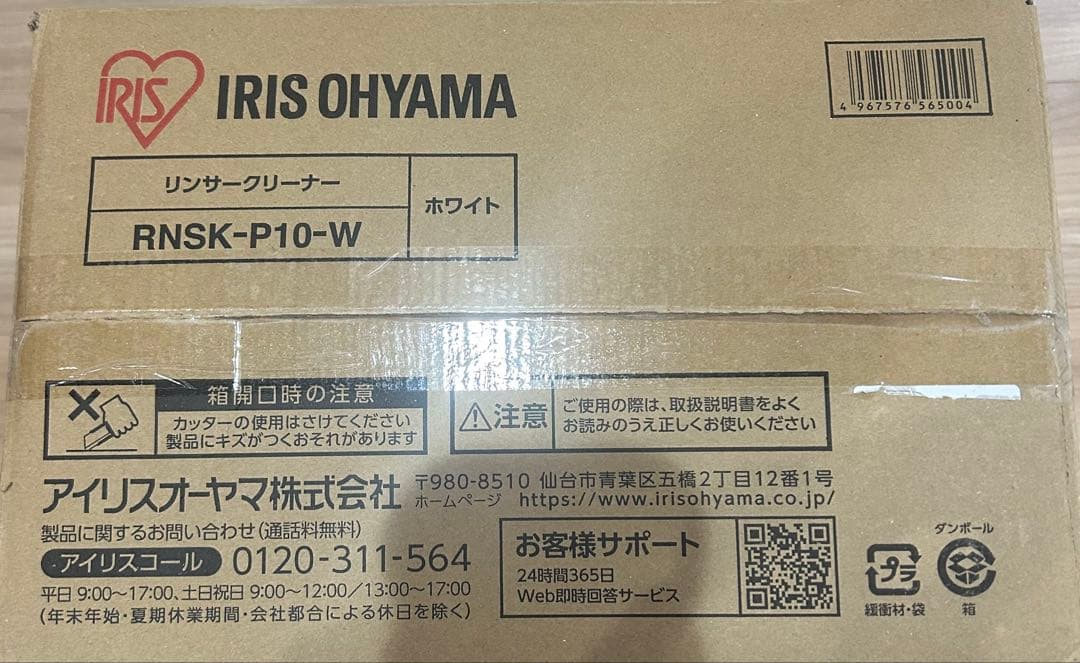 IRIS
IRIS OHYAMA
4 967576 565004
リンサークリーナー
RNSK-P10-W
ホワイト
箱開口時の注意
カッターの使用はさけてください
製品にキズがつくおそれがあります
注意
ご使用の際は、取扱説明書をよく
お読みのうえ正しくお使いください
アイリスオーヤマ株式会社
〒980-8510 仙台市青葉区五橋2丁目12番1号
ホームページ https://www.irisohyama.co.jp/
製品に関するお問い合わせ(通話料無料)
アイリスコール 0120-311-564
平日 9:00〜17:00、土日祝日 9:00〜12:00/13:00〜17:00
(年末年始・夏期休業期間・会社都合による休日を除く)
お客様サポート
24時間365日
Web即時回答サービス
プラ
緩衝材・袋
ダンボール
箱